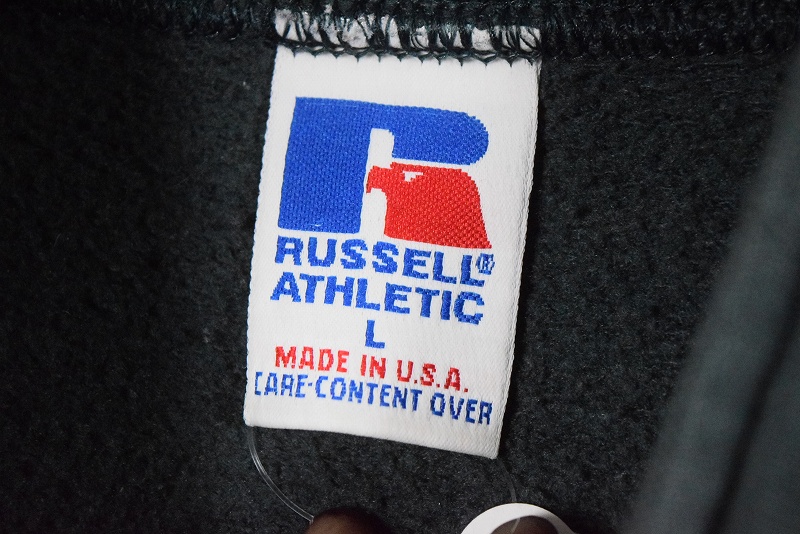 RUSSELL®
ATHLETIC
L
MADE IN U.S.A.
CARE-CONTENT OVER